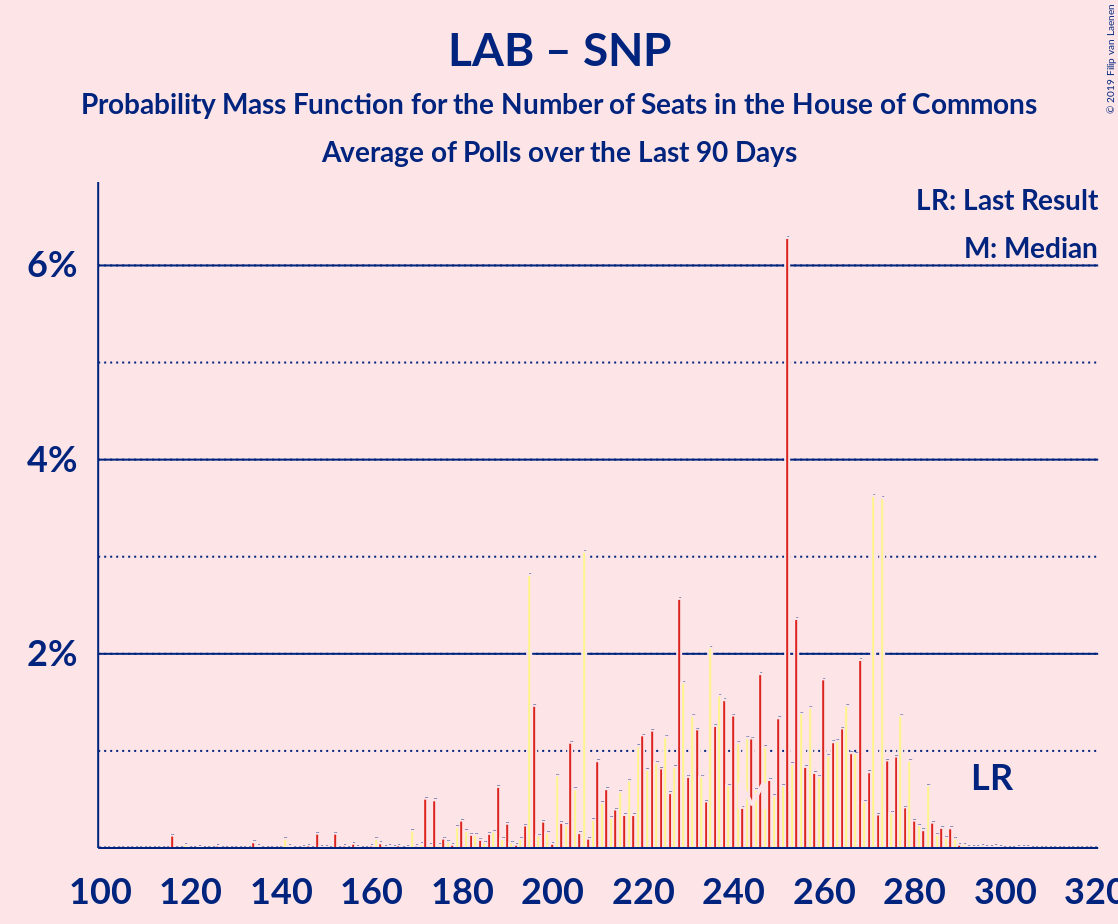 LAB – SNP
Probability Mass Function for the Number of Seats in the House of Commons
Average of Polls over the Last 90 Days
© 2019 Filip van Laenen
LR: Last Result
M: Median
6%
4%
2%
LR
100 120 140 160 180 200 220 240 260 280 300 320